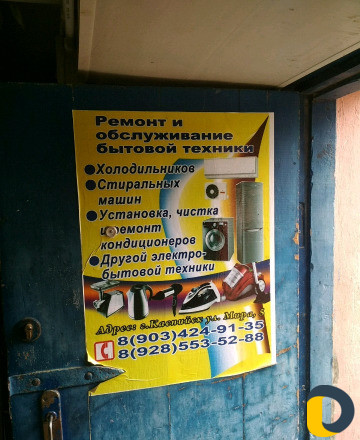 Ремонт и
обслуживание
бытовой техники
Холодильников
Стиральных
машин
Установка, чистка
и ремонт
кондиционеров
Другой электро-
бытовой техники
Адрес: г.Каспийск ул. Мира,
8(903)424-91-35
8(928)553-52-88